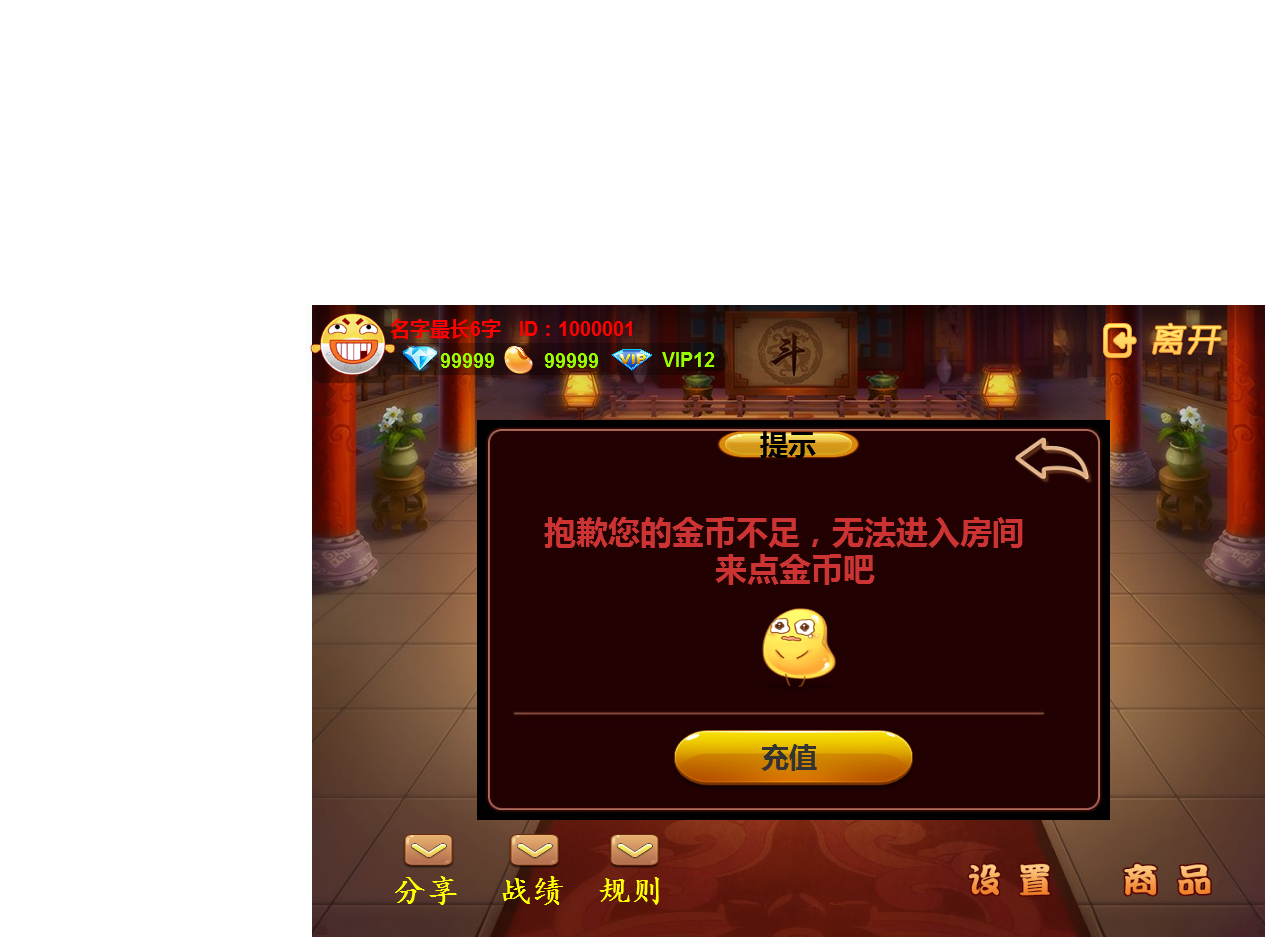 名字最长6字 ID：1000001
离开
99999 99999 VIP VIP12
斗
提示
抱歉您的金币不足，无法进入房间
来点金币吧
充值
分享 战绩 规则
设置 商品